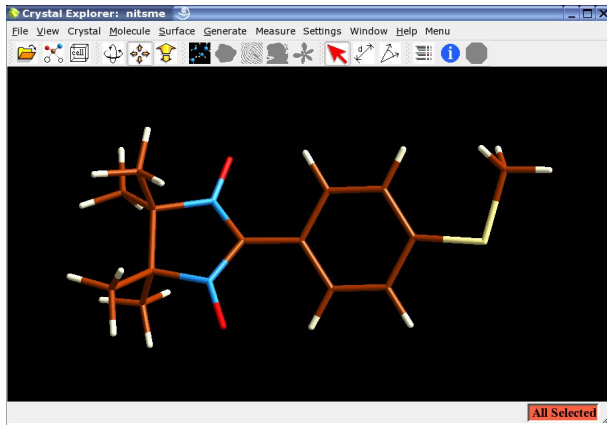 Crystal Explorer: nitsme
File View Crystal Molecule Surface Generate Measure Settings Window Help Menu
cell
All Selected